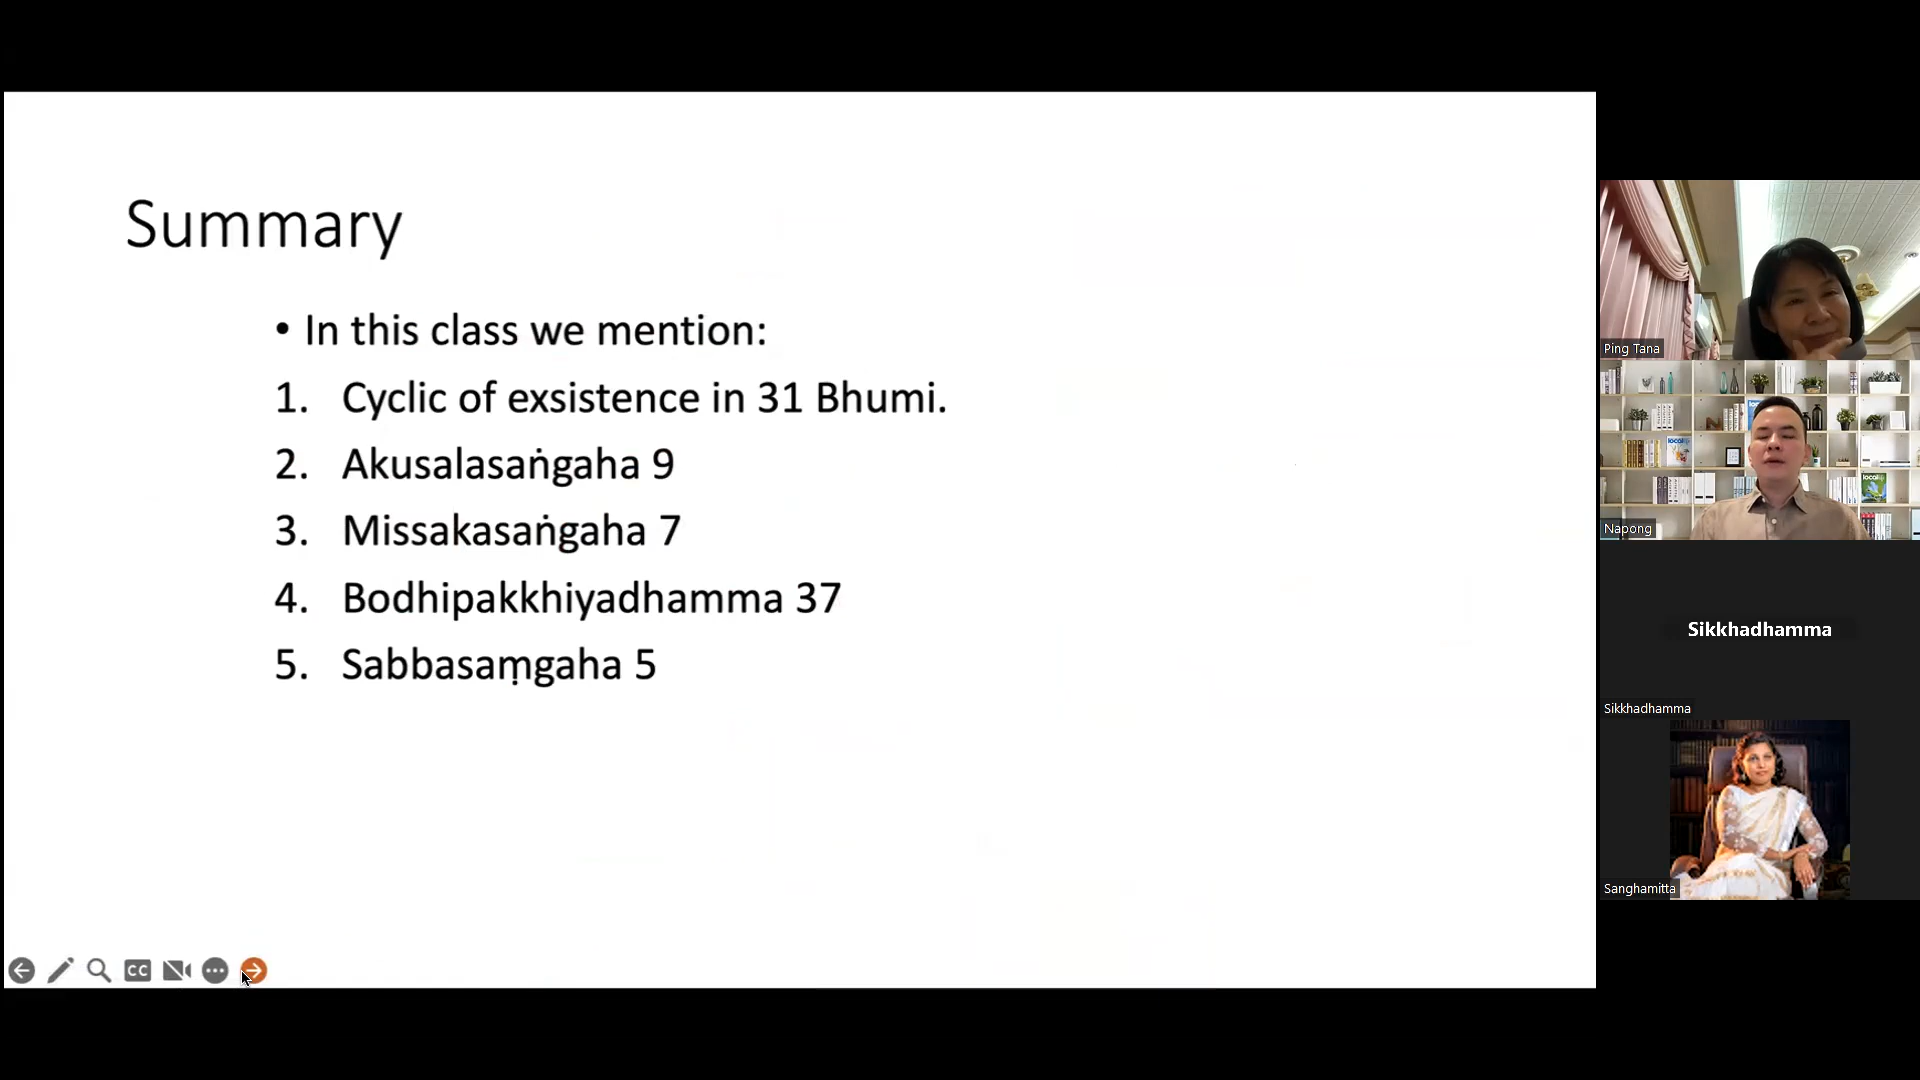 Summary
• In this class we mention:
1. Cyclic of exsistence in 31 Bhumi.
2. Akusalasaṅgaha 9
3. Missakasaṅgaha 7
4. Bodhipakkhiyadhamma 37
5. Sabbasaṃgaha 5
CC
Ping Tana
Napong
Sikkhadhamma
Sikkhadhamma
Sanghamitta